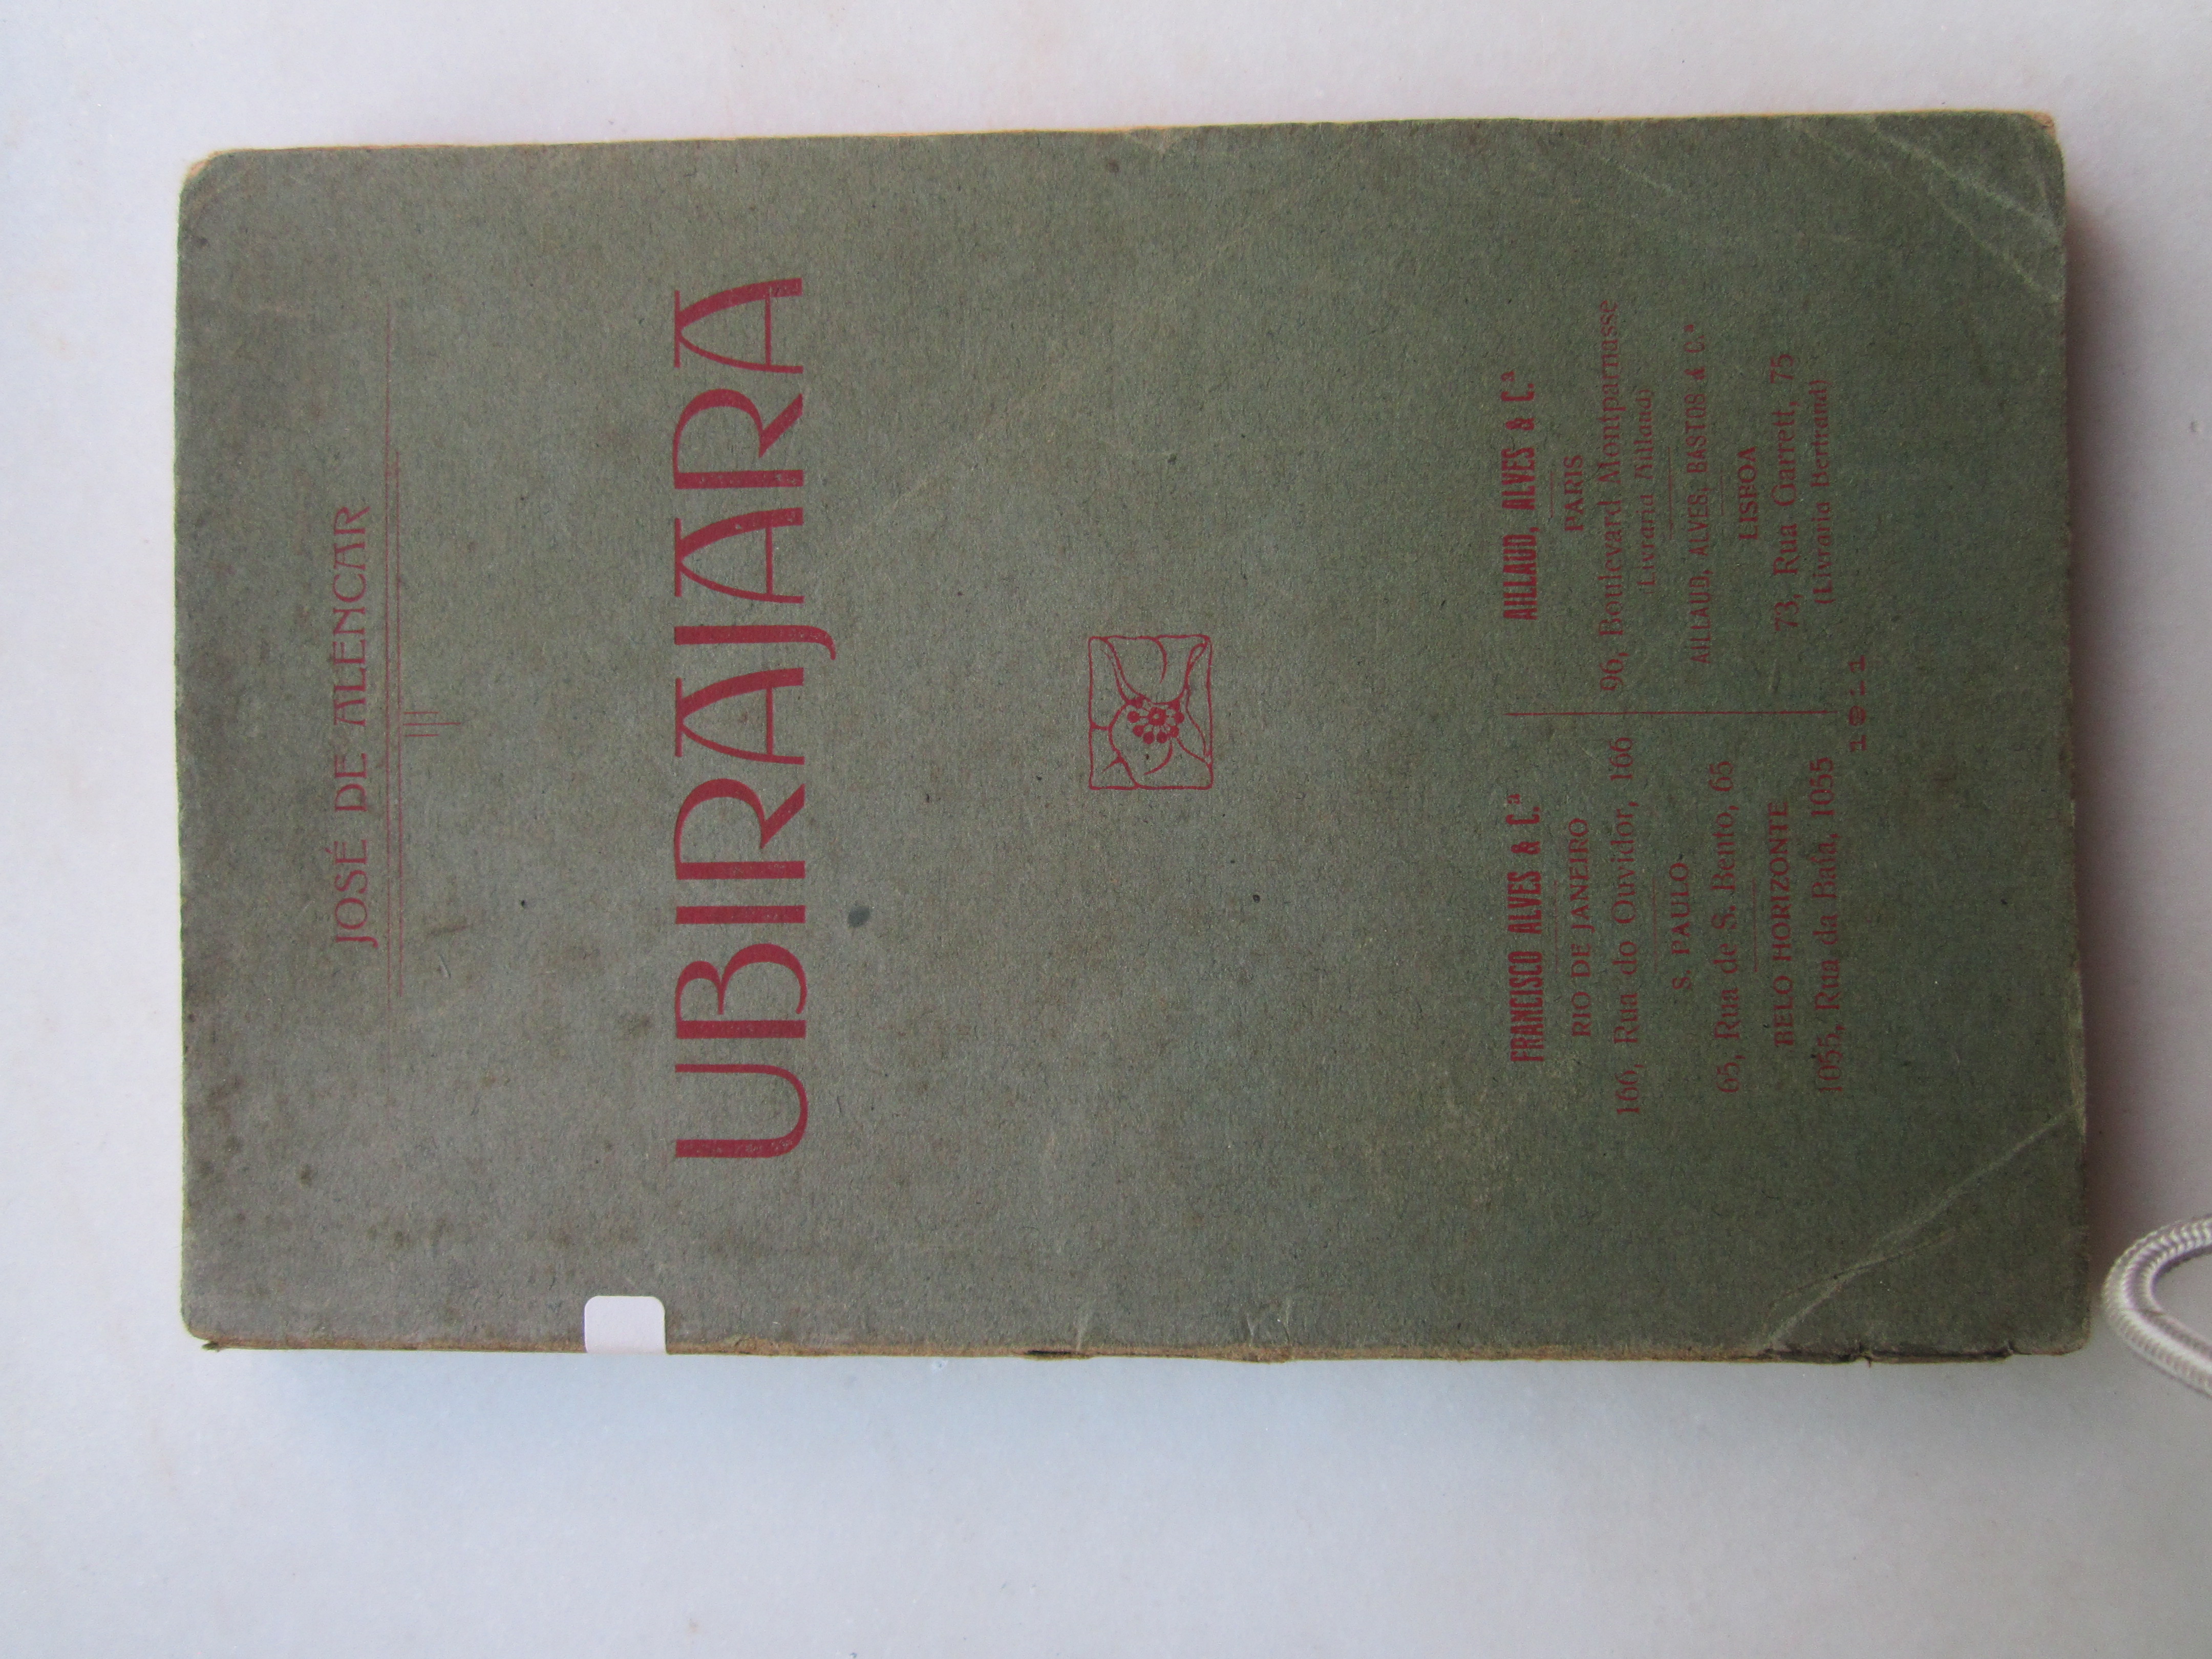 JOSÉ DE ALENCAR
UBIRAJARA
FRANCISCO ALVES & C.ª
RIO DE JANEIRO
166, Rua do Ouvidor, 166
S. PAULO
65, Rua de S. Bento, 65
BELO HORIZONTE
1055, Rua da Baía, 1055
AILLAUD, ALVES & C.ª
PARIS
96, Boulevard Montparnasse
(Livraria Aillaud)
AILLAUD, ALVES, BASTOS & C.ª
LISBOA
73, Rua Garrett, 75
(Livraria Bertrand)